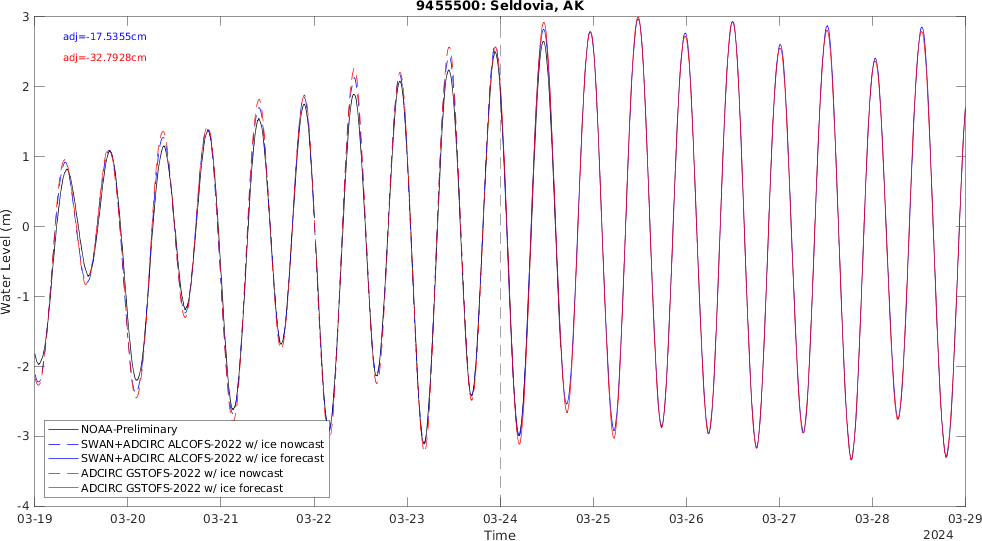 9455500: Seldovia, AK
adj=-17.5355cm
adj=-32.7928cm
3
2
1
0
-1
-2
-3
-4
Water Level (m)
NOAA-Preliminary
SWAN+ADCIRC ALCOFS-2022 w/ ice nowcast
SWAN+ADCIRC ALCOFS-2022 w/ ice forecast
ADCIRC GSTOFS-2022 w/ ice nowcast
ADCIRC GSTOFS-2022 w/ ice forecast
03-19 03-20 03-21 03-22 03-23 03-24 03-25 03-26 03-27 03-28 03-29
Time
2024